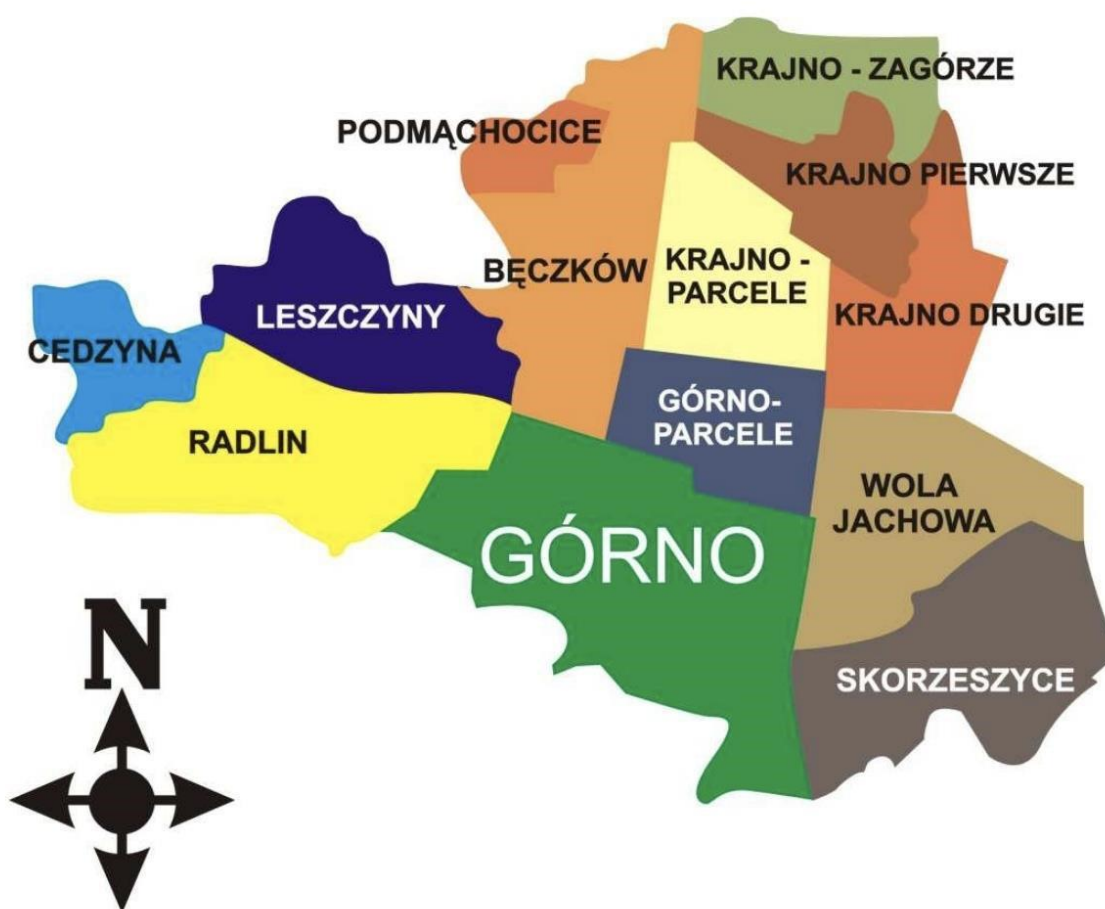 KRAJNO - ZAGÓRZE
PODMĄCHOCICE
KRAJNO PIERWSZE
BĘCZKÓW
KRAJNO -
PARCELE
LESZCZYNY
KRAJNO DRUGIE
CEDZYNA
RADLIN
GÓRNO-
PARCELE
WOLA
JACHOWA
GÓRNO
SKORZESZYCE
N